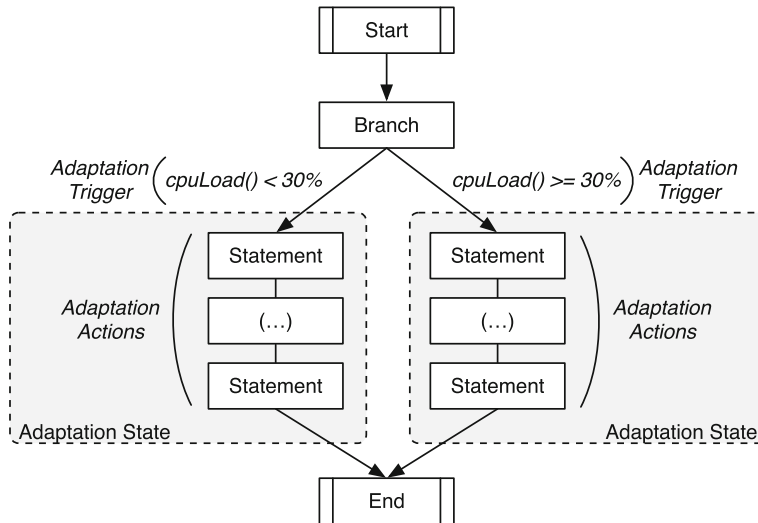 Start
Branch
Adaptation
Trigger
cpuLoad() < 30%
cpuLoad() >= 30%
Adaptation
Trigger
Statement
Statement
Adaptation
Actions
(...)
(...)
Adaptation
Actions
Statement
Statement
Adaptation State
Adaptation State
End